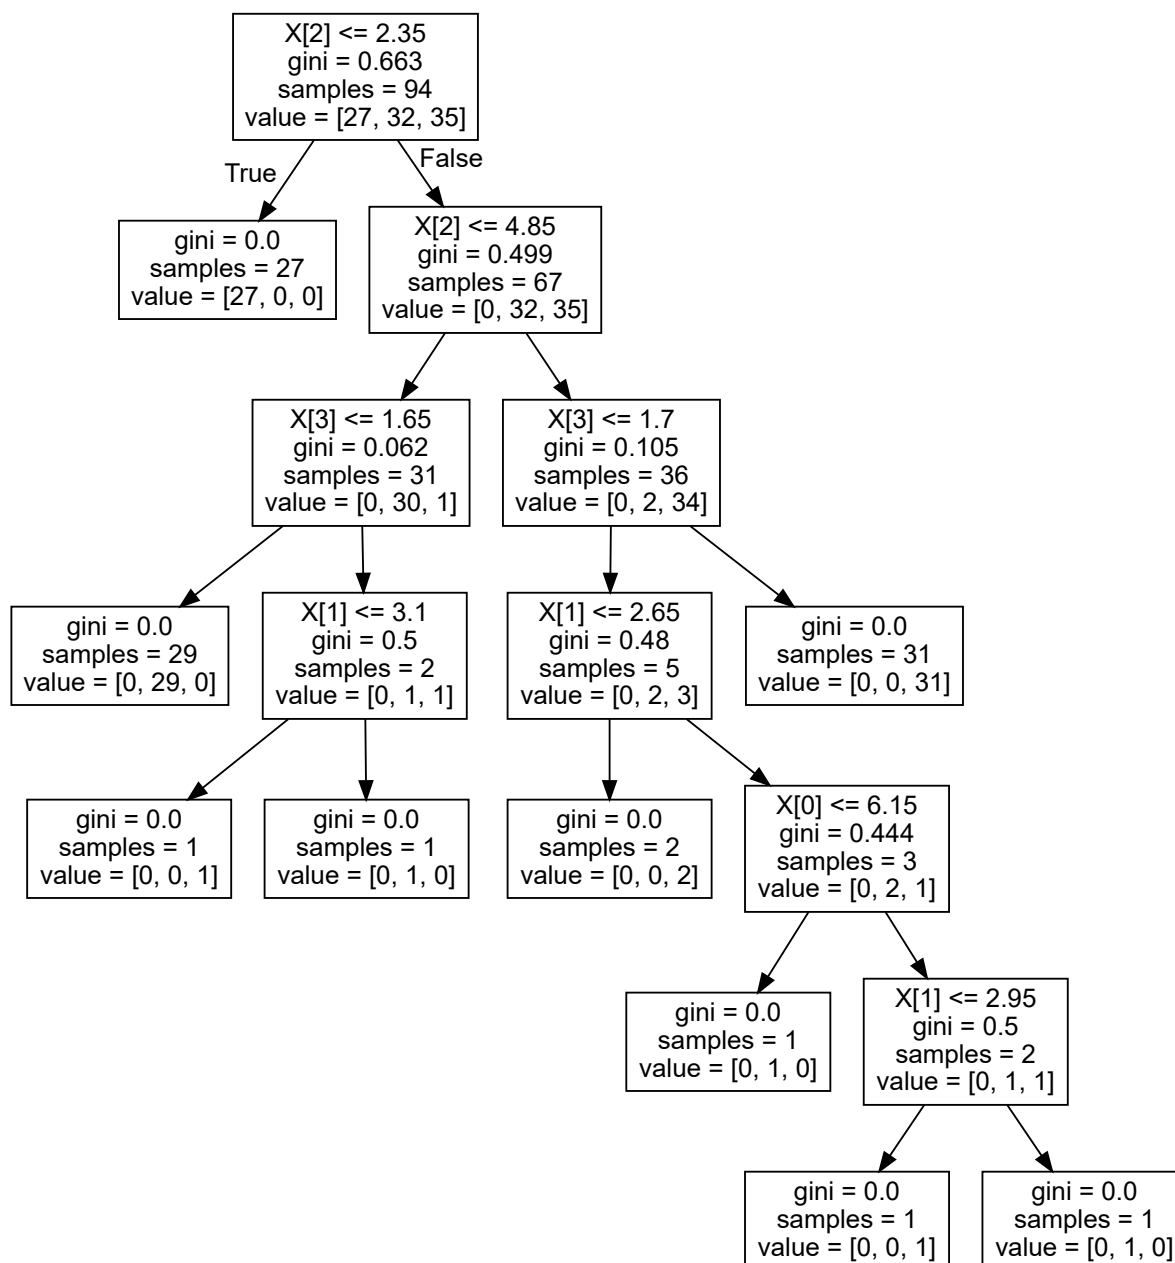 X[2] <= 2.35
gini = 0.663
samples = 94
value = [27, 32, 35]
True
False
gini = 0.0
samples = 27
value = [27, 0, 0]
X[2] <= 4.85
gini = 0.499
samples = 67
value = [0, 32, 35]
X[3] <= 1.65
gini = 0.062
samples = 31
value = [0, 30, 1]
X[3] <= 1.7
gini = 0.105
samples = 36
value = [0, 2, 34]
gini = 0.0
samples = 29
value = [0, 29, 0]
X[1] <= 3.1
gini = 0.5
samples = 2
value = [0, 1, 1]
X[1] <= 2.65
gini = 0.48
samples = 5
value = [0, 2, 3]
gini = 0.0
samples = 31
value = [0, 0, 31]
gini = 0.0
samples = 1
value = [0, 0, 1]
gini = 0.0
samples = 1
value = [0, 1, 0]
gini = 0.0
samples = 2
value = [0, 0, 2]
X[0] <= 6.15
gini = 0.444
samples = 3
value = [0, 2, 1]
gini = 0.0
samples = 1
value = [0, 1, 0]
X[1] <= 2.95
gini = 0.5
samples = 2
value = [0, 1, 1]
gini = 0.0
samples = 1
value = [0, 0, 1]
gini = 0.0
samples = 1
value = [0, 1, 0]